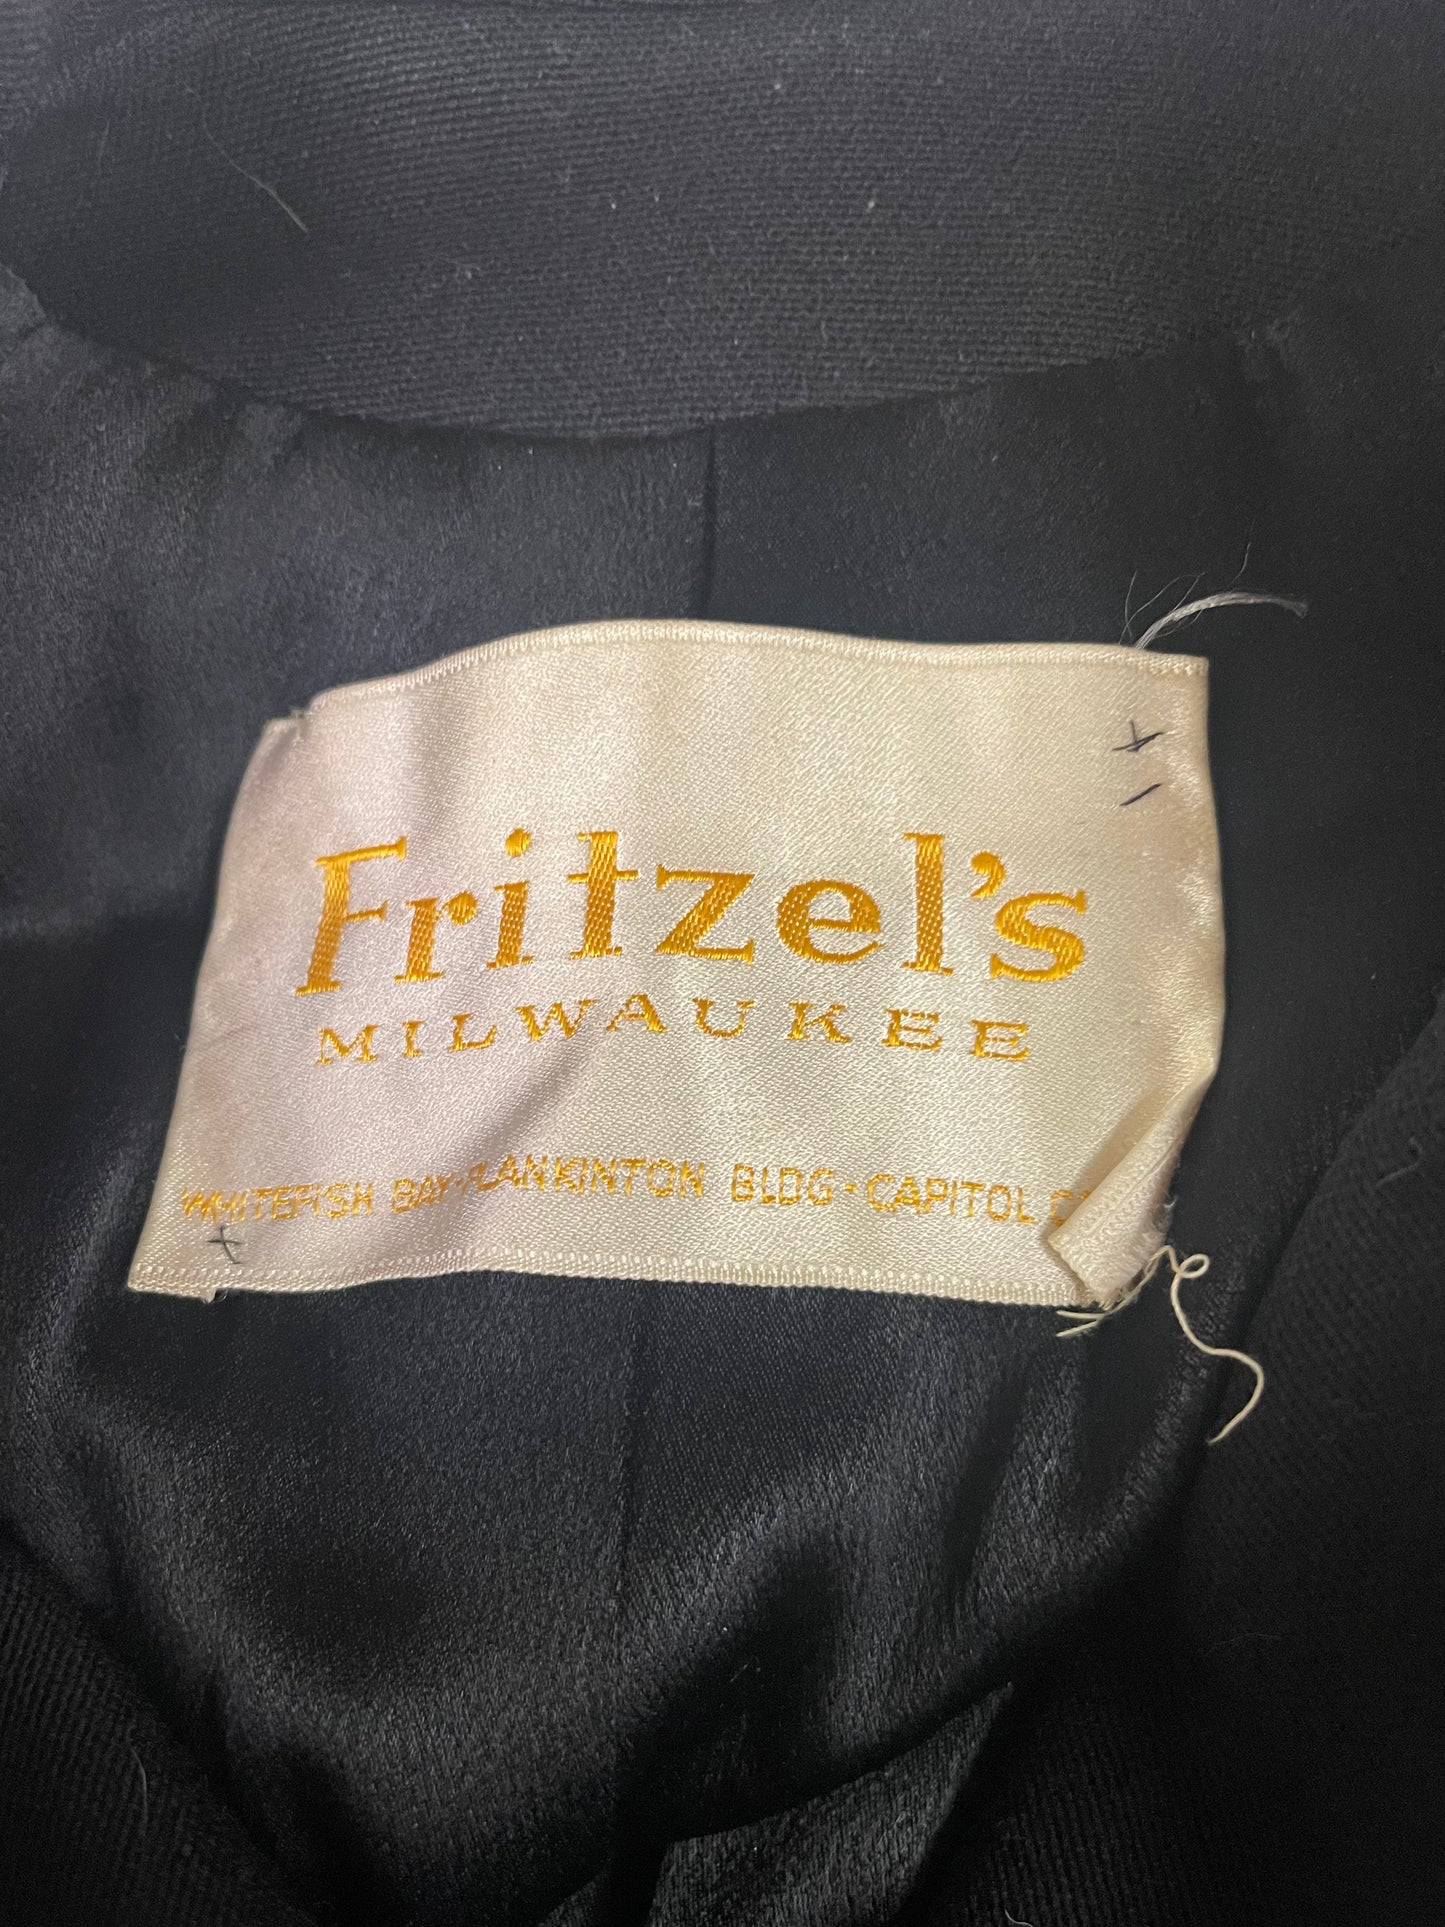 Fritzel's
MILWAUKEE
WHITEFISH BAY-PLANKINTON BLDG-CAPITOL